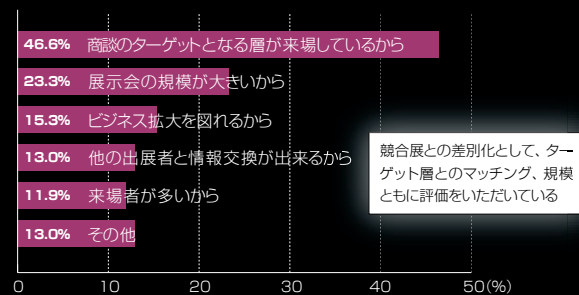 46.6% 商談のターゲットとなる層が来場しているから
23.3% 展示会の規模が大きいから
15.3% ビジネス拡大を図れるから
13.0% 他の出展者と情報交換が出来るから
11.9% 来場者が多いから
13.0% その他
競合展との差別化として、ター
ゲット層とのマッチング、規模
ともに評価をいただいている
0 10 20 30 40 50(%)